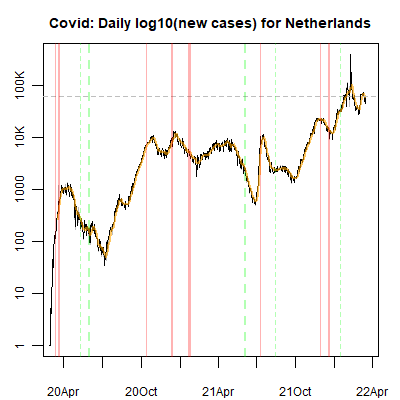 Covid: Daily log10(new cases) for Netherlands
100K
10K
1000
100
10
1
20Apr 20Oct 21Apr 21Oct 22Apr